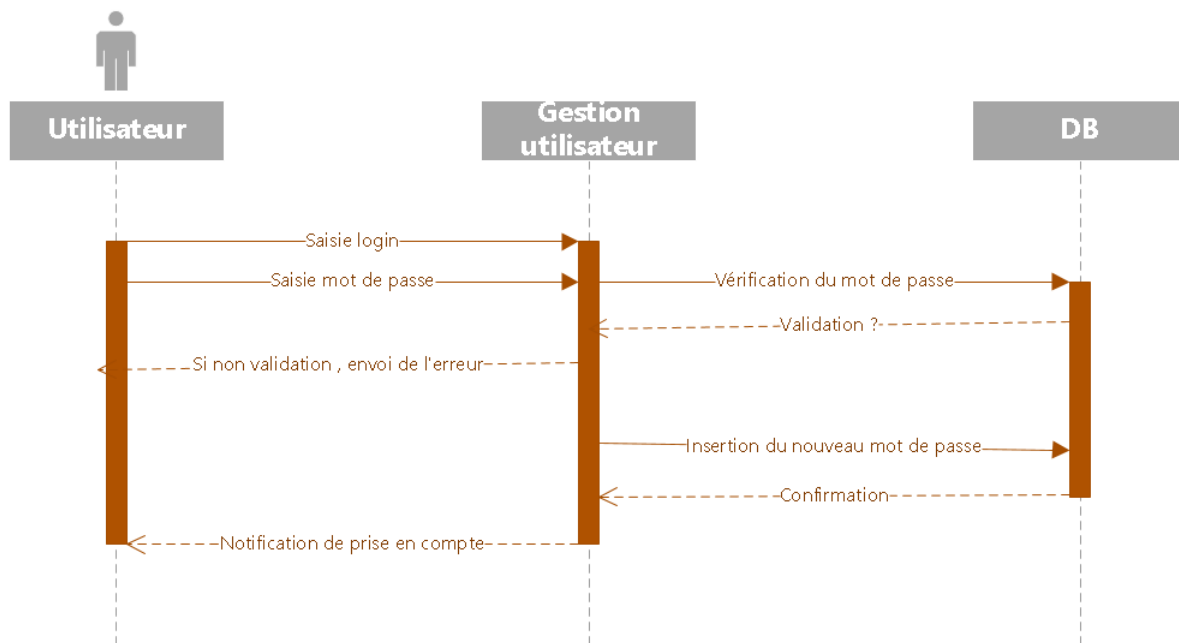 Utilisateur
Gestion
utilisateur
DB
Saisie login
Saisie mot de passe
Vérification du mot de passe
Validation ?
Si non validation , envoi de l'erreur
Insertion du nouveau mot de passe
Confirmation
Notification de prise en compte